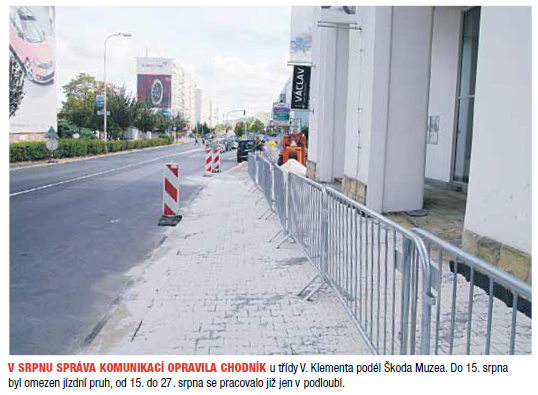 VÁCLAV
V SRPNU SPRÁVA KOMUNIKACÍ OPRAVILA CHODNÍK u třídy V. Klementa podél Škoda Muzea. Do 15. srpna
byl omezen jízdní pruh, od 15. do 27. srpna se pracovalo již jen v podloubí.